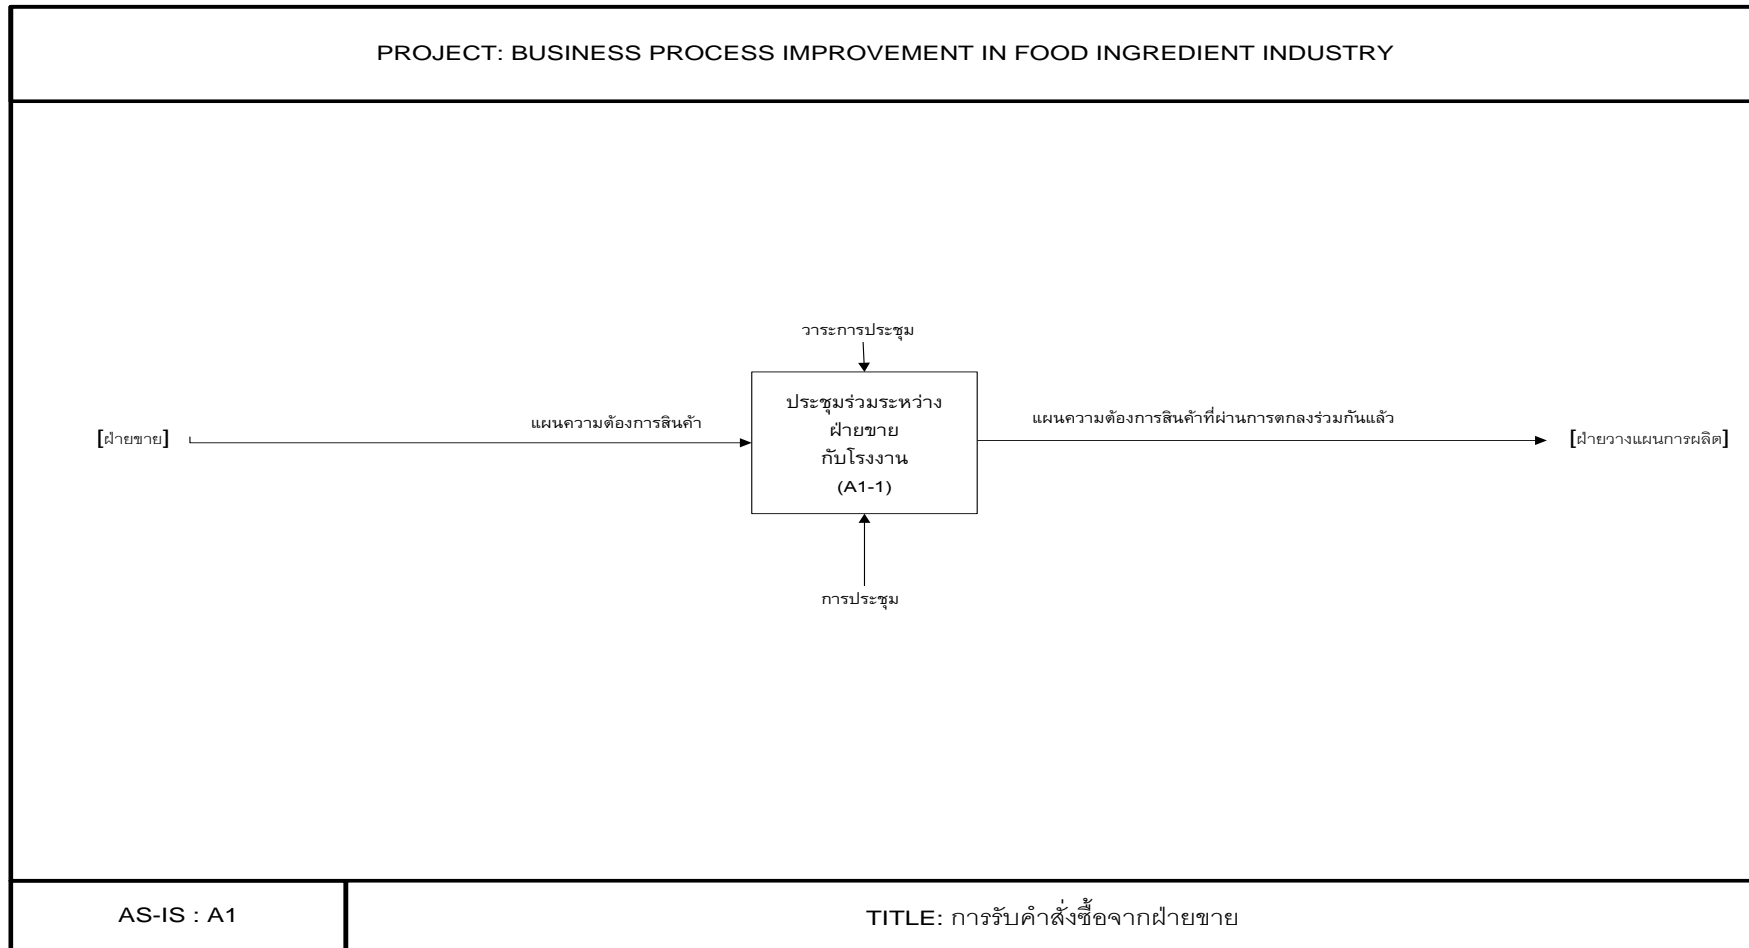 PROJECT: BUSINESS PROCESS IMPROVEMENT IN FOOD INGREDIENT INDUSTRY
วาระการประชุม
[ฝ่ายขาย]
แผนความต้องการสินค้า
ประชุมร่วมระหว่าง
ฝ่ายขาย
กับโรงงาน
(A1-1)
แผนความต้องการสินค้าที่ผ่านการตกลงร่วมกันแล้ว
[ฝ่ายวางแผนการผลิต]
การประชุม
AS-IS : A1
TITLE: การรับคำสั่งซื้อจากฝ่ายขาย